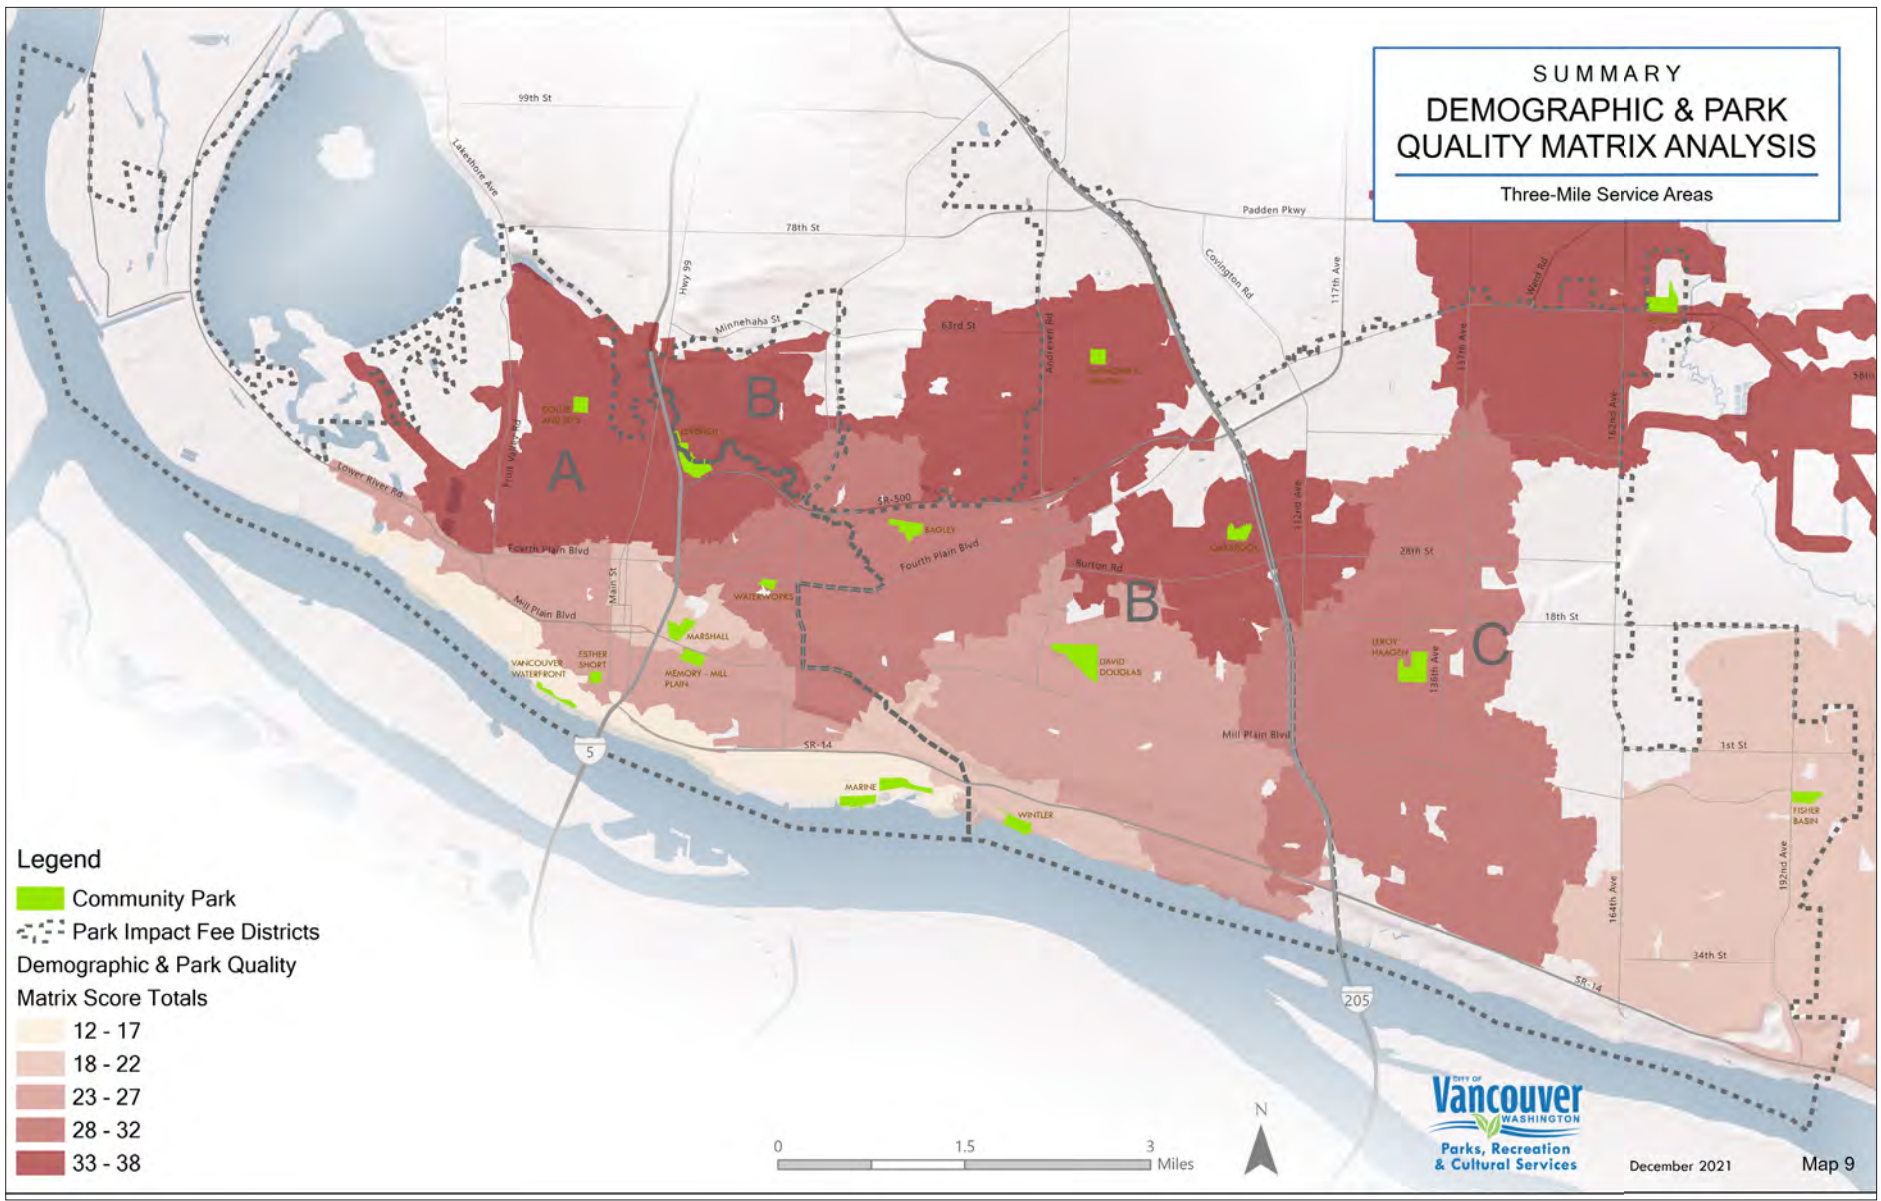 SUMMARY
DEMOGRAPHIC & PARK
QUALITY MATRIX ANALYSIS
Three-Mile Service Areas
99th St
Lakeshore Ave
Hwy 99
78th St
Padden Pkwy
Covington Rd
117th Ave
Ward Rd
Minnehaha St
63rd St
Andresen Rd
137th Ave
162nd Ave
58th
B
A
Fruit Valley Rd
Lower River Rd
SR-500
112nd Ave
BAGLEY
Fourth Plain Blvd
Fourth Plain Blvd
28th St
Burton Rd
Main St
WATERWORKS
Mill Plain Blvd
B
18th St
MARSHALL
C
LEROY
HAAGEN
136th Ave
ESTHER
SHORT
VANCOUVER
WATERFRONT
MEMORY - MILL
PLAIN
DAVID
DOUGLAS
Mill Plain Blvd
SR-14
1st St
5
MARINE
WINTLER
FISHER
BASIN
192nd Ave
164th Ave
34th St
SR-14
205
Legend
Community Park
Park Impact Fee Districts
Demographic & Park Quality
Matrix Score Totals
12 - 17
18 - 22
23 - 27
28 - 32
33 - 38
0 1.5 3
Miles
N
CITY OF
Vancouver
WASHINGTON
Parks, Recreation
& Cultural Services
December 2021
Map 9